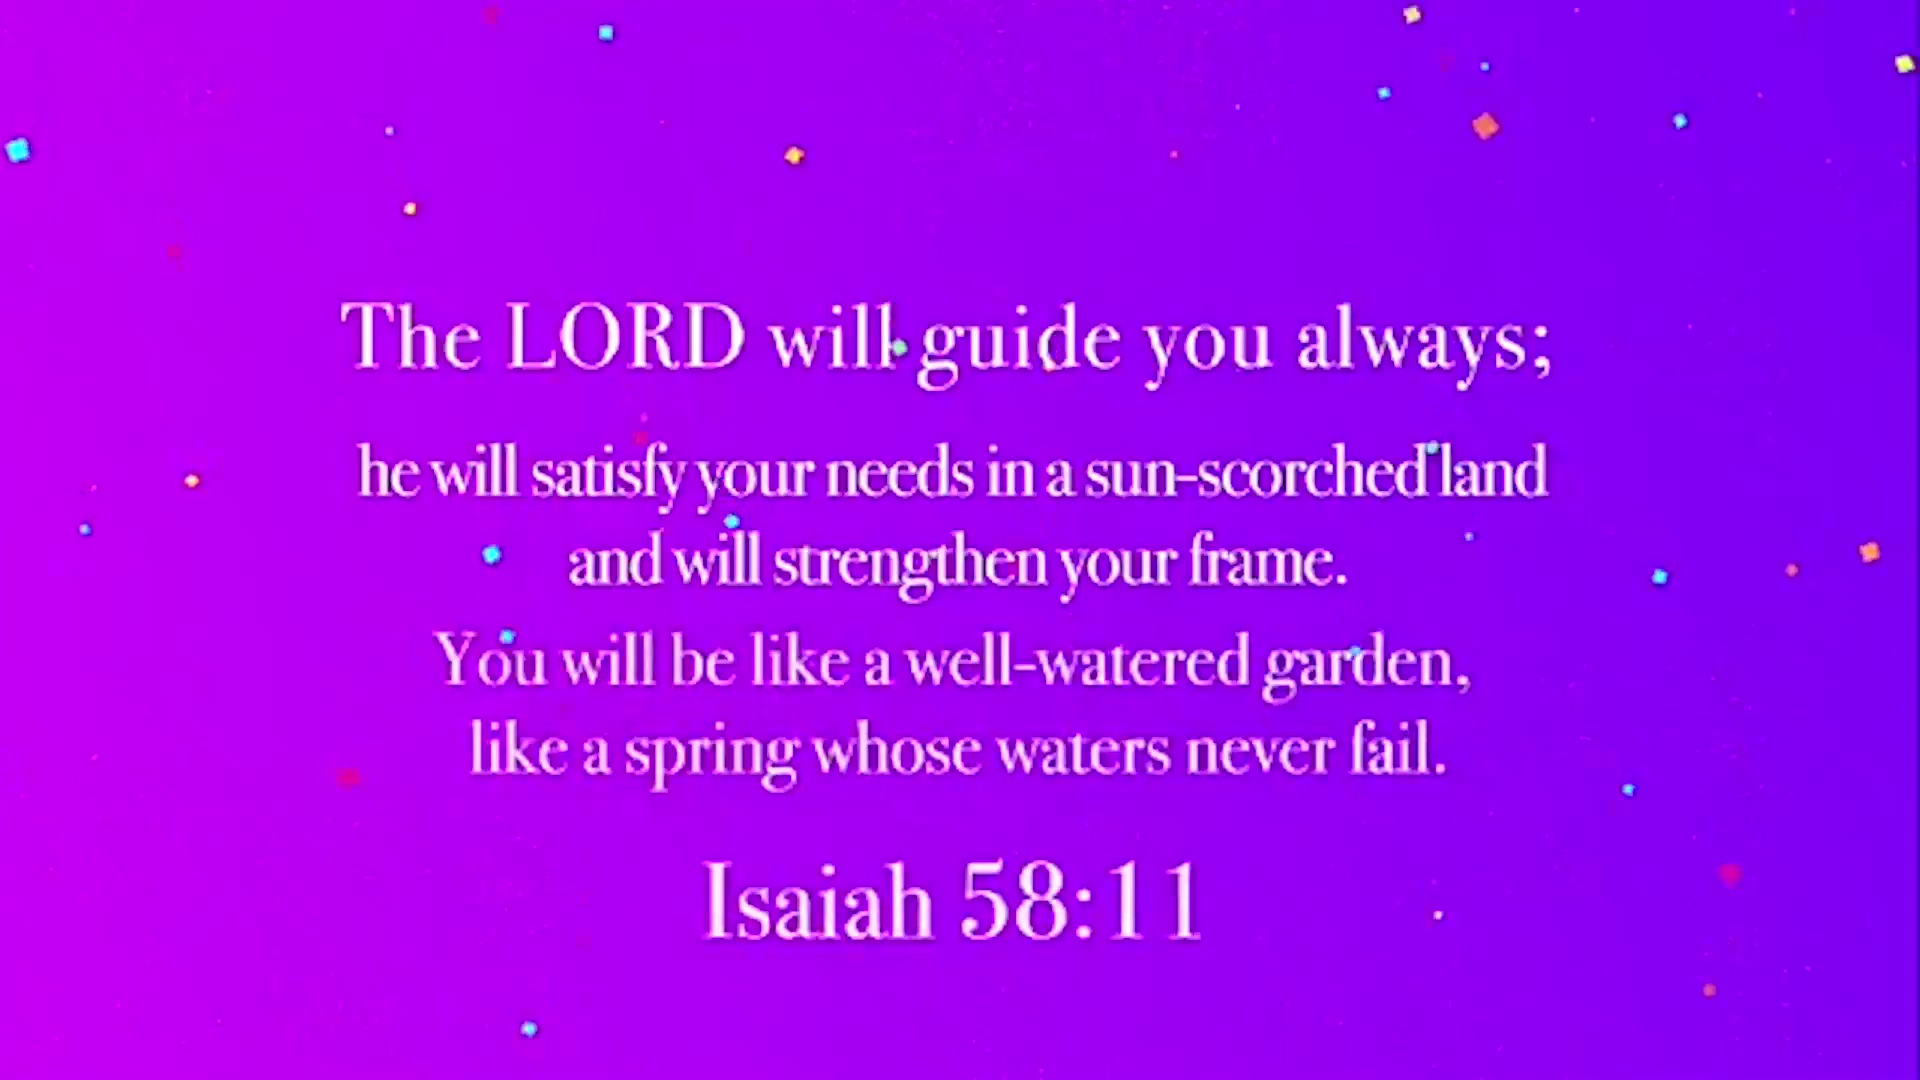 The LORD will guide you always;
he will satisfy your needs in a sun-scorched land
and will strengthen your frame.
You will be like a well-watered garden,
like a spring whose waters never fail.
Isaiah 58:11